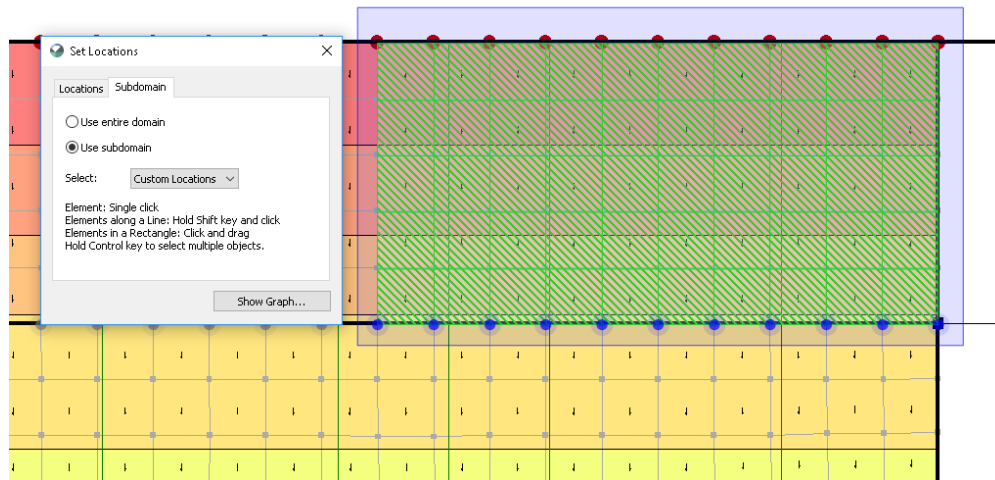 Set Locations
Locations Subdomain
Use entire domain
Use subdomain
Select: Custom Locations
Element: Single click
Elements along a Line: Hold Shift key and click
Elements in a Rectangle: Click and drag
Hold Control key to select multiple objects.
Show Graph...